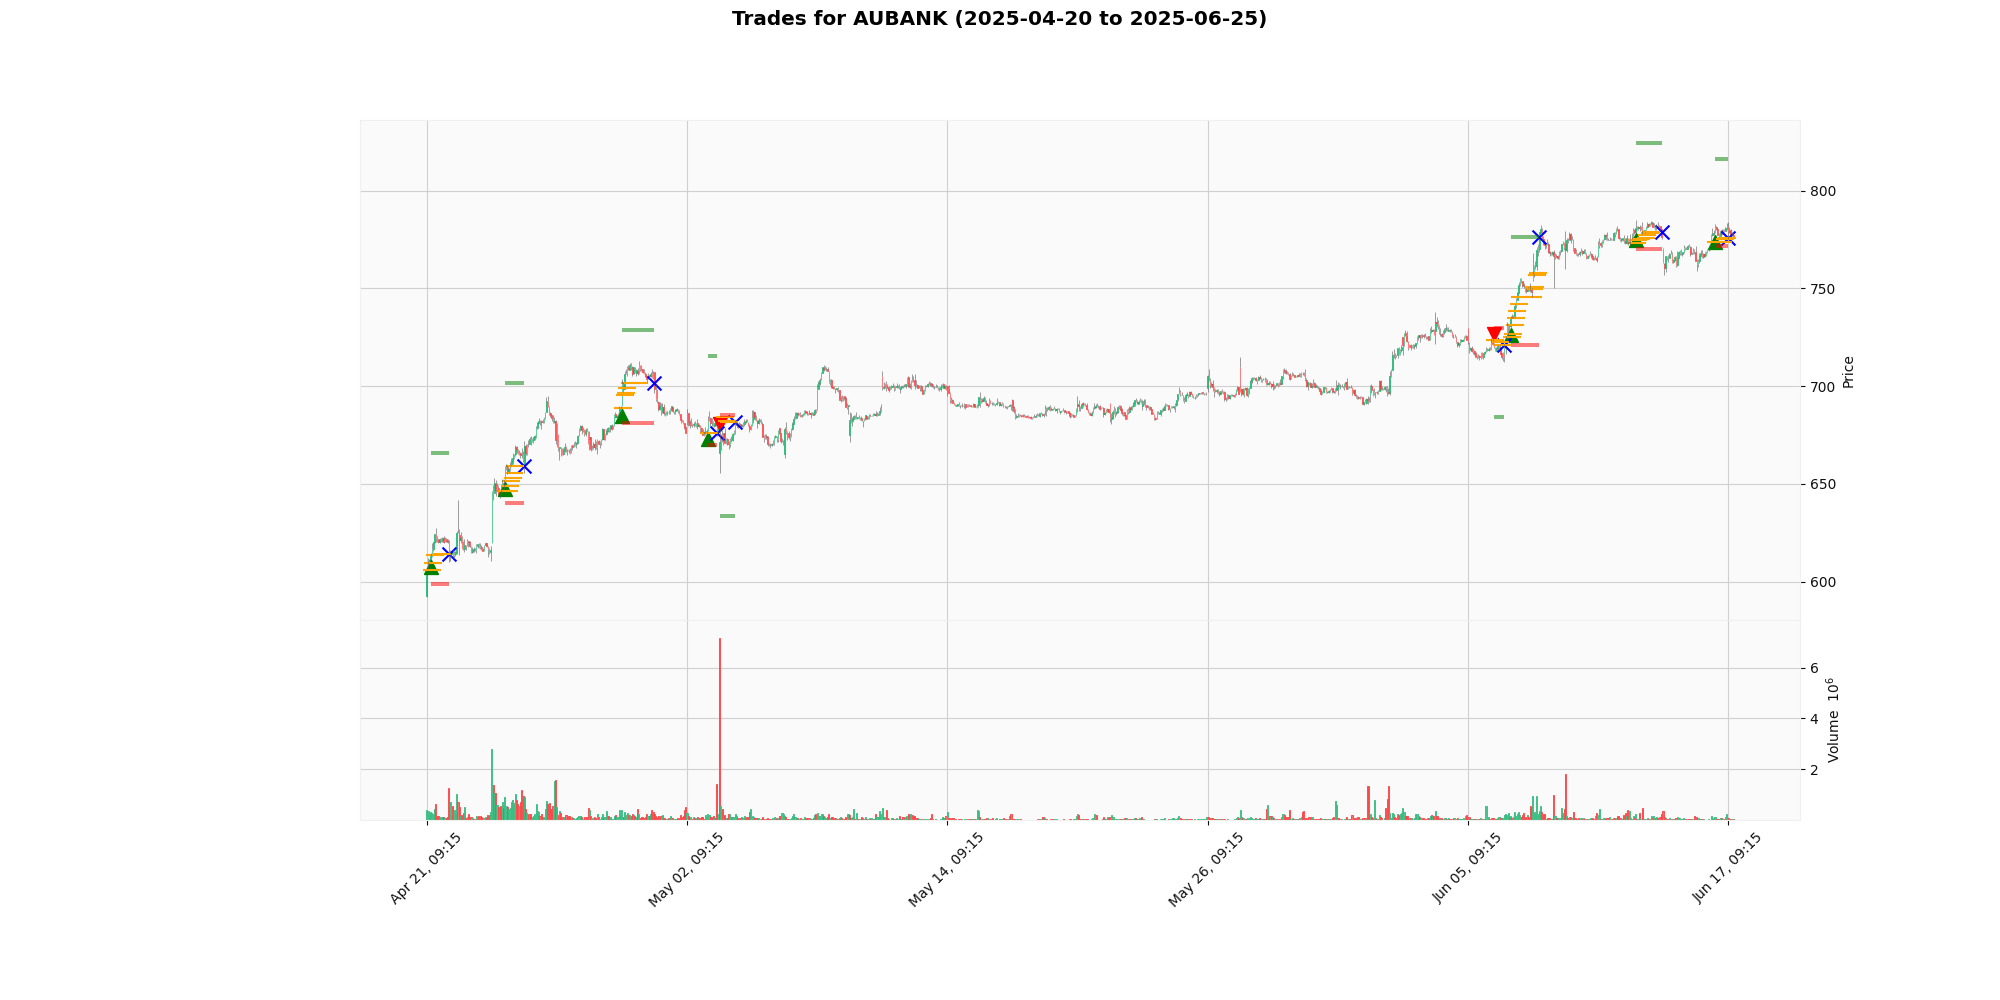 Trades for AUBANK (2025-04-20 to 2025-06-25)
800
750
700
650
600
Price
6
4
2
Volume 10⁶
Apr 21, 09:15
May 02, 09:15
May 14, 09:15
May 26, 09:15
Jun 05, 09:15
Jun 17, 09:15